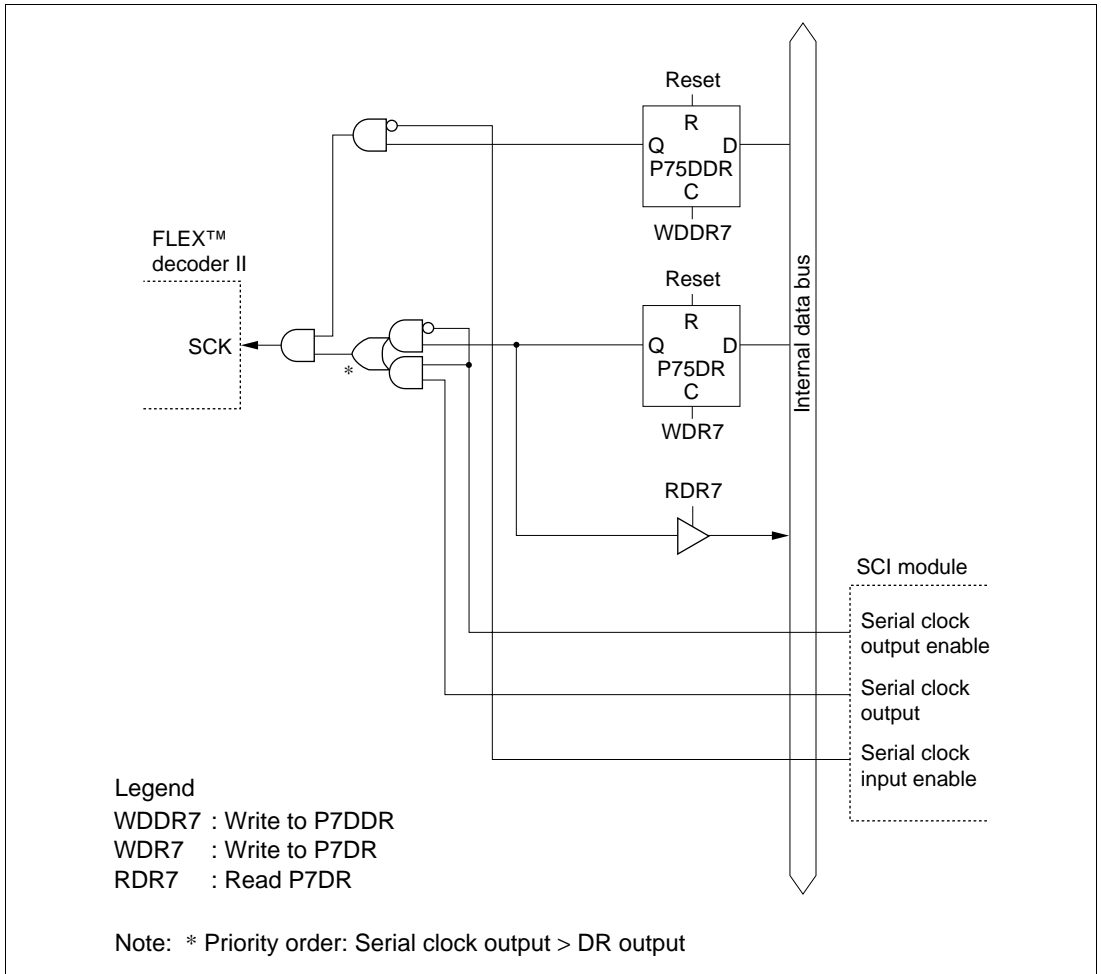 Reset
R
Q D
P75DDR
C
WDDR7
FLEX™
decoder II
Reset
R
SCK
Q D
P75DR
C
*
WDR7
Internal data bus
RDR7
SCI module
Serial clock
output enable
Serial clock
output
Serial clock
input enable
Legend
WDDR7 : Write to P7DDR
WDR7 : Write to P7DR
RDR7 : Read P7DR
Note: * Priority order: Serial clock output > DR output